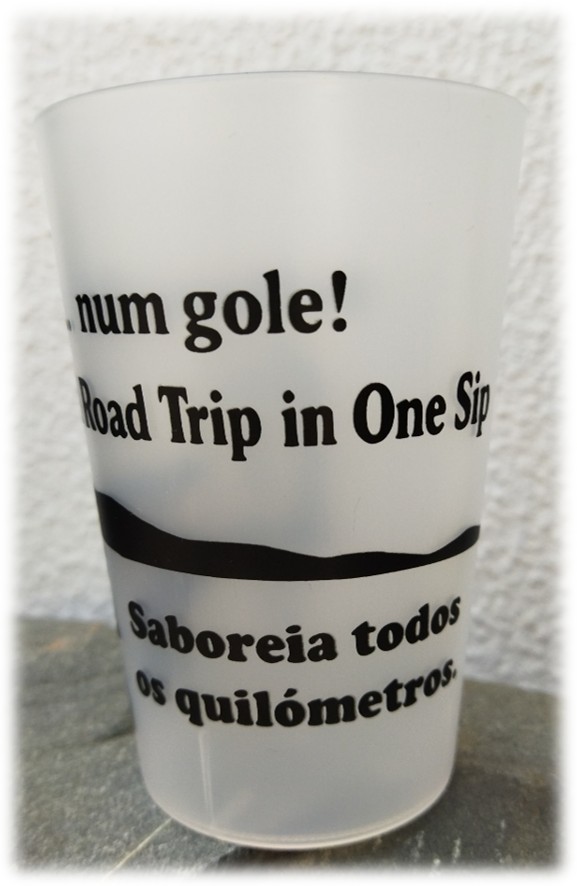 . num gole!
Road Trip in One Sip
Saboreia todos
os quilómetros.